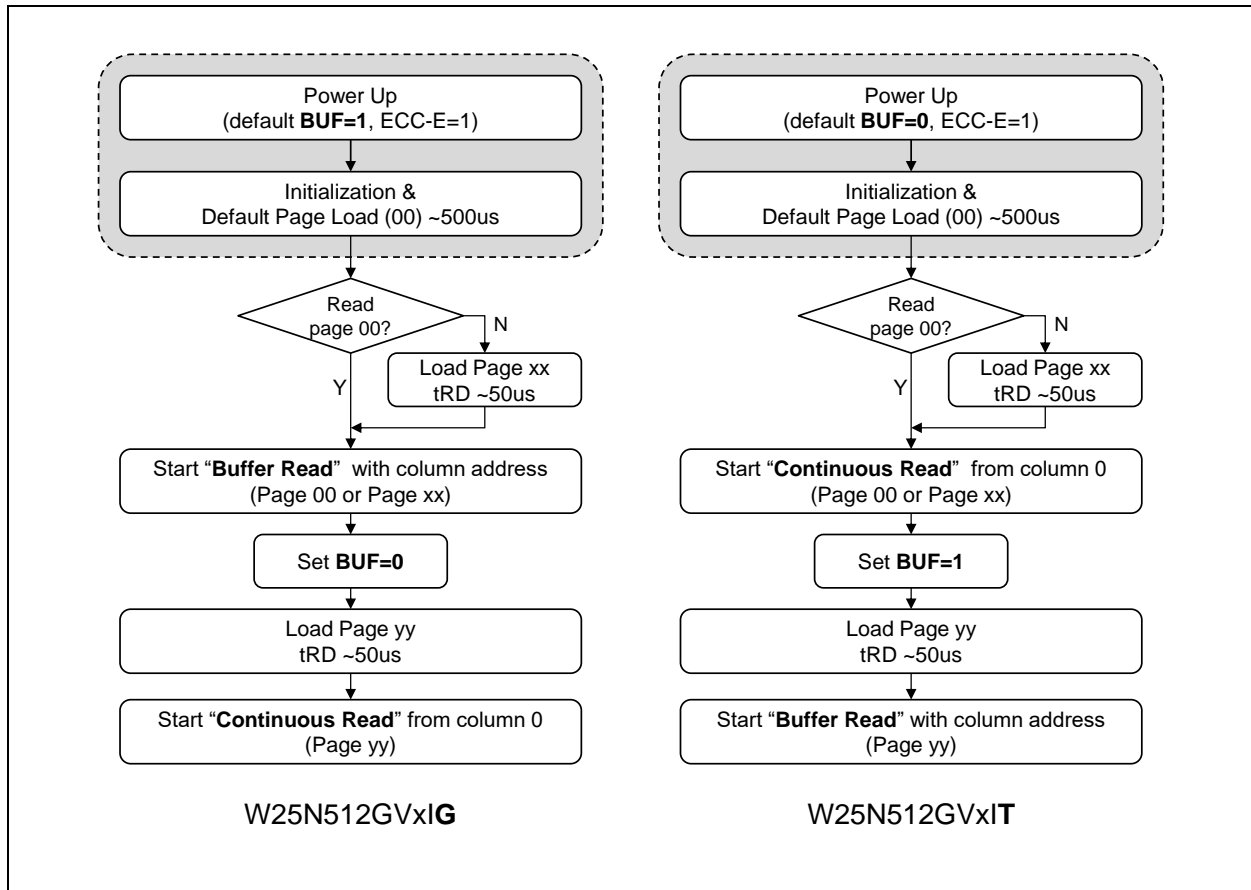 Power Up
(default BUF=1, ECC-E=1)
Initialization &
Default Page Load (00) ~500us
Read
page 00?
N
Load Page xx
tRD ~50us
Y
Start “Buffer Read” with column address
(Page 00 or Page xx)
Set BUF=0
Load Page yy
tRD ~50us
Start “Continuous Read” from column 0
(Page yy)
W25N512GVxIG
Power Up
(default BUF=0, ECC-E=1)
Initialization &
Default Page Load (00) ~500us
Read
page 00?
N
Load Page xx
tRD ~50us
Y
Start “Continuous Read” from column 0
(Page 00 or Page xx)
Set BUF=1
Load Page yy
tRD ~50us
Start “Buffer Read” with column address
(Page yy)
W25N512GVxIT